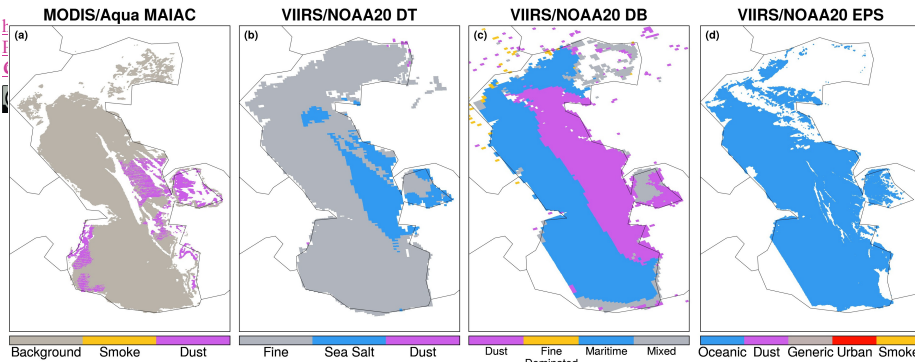 MODIS/Aqua MAIAC
VIIRS/NOAA20 DT
VIIRS/NOAA20 DB
VIIRS/NOAA20 EPS
(a)
(b)
(c)
(d)
Background Smoke Dust
Fine Sea Salt Dust
Dust Fine Maritime Mixed
Oceanic Dust Generic Urban